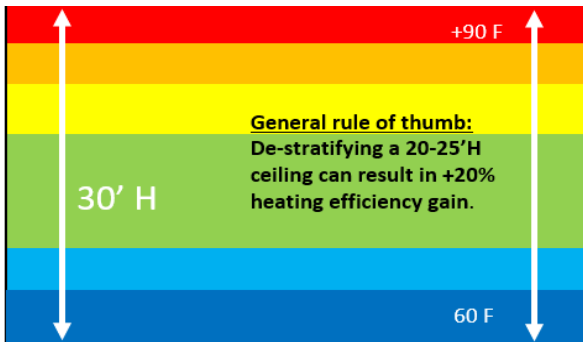 +90 F
General rule of thumb:
De-stratifying a 20-25’H
ceiling can result in +20%
heating efficiency gain.
30’ H
60 F